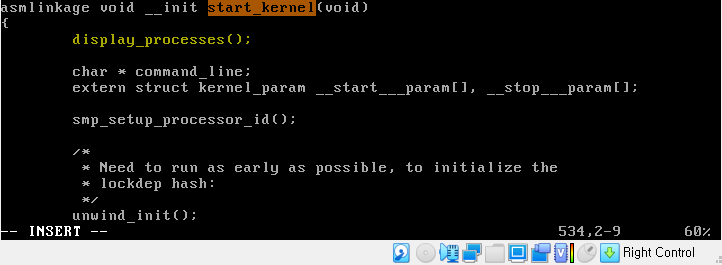 asmlinkage void __init start_kernel(void)
{
        display_processes();

        char * command_line;
        extern struct kernel_param __start___param[], __stop___param[];

        smp_setup_processor_id();

        /*
         * Need to run as early as possible, to initialize the
         * lockdep hash:
         */
        unwind_init();
-- INSERT --                                                  534,2-9       60%
Right Control